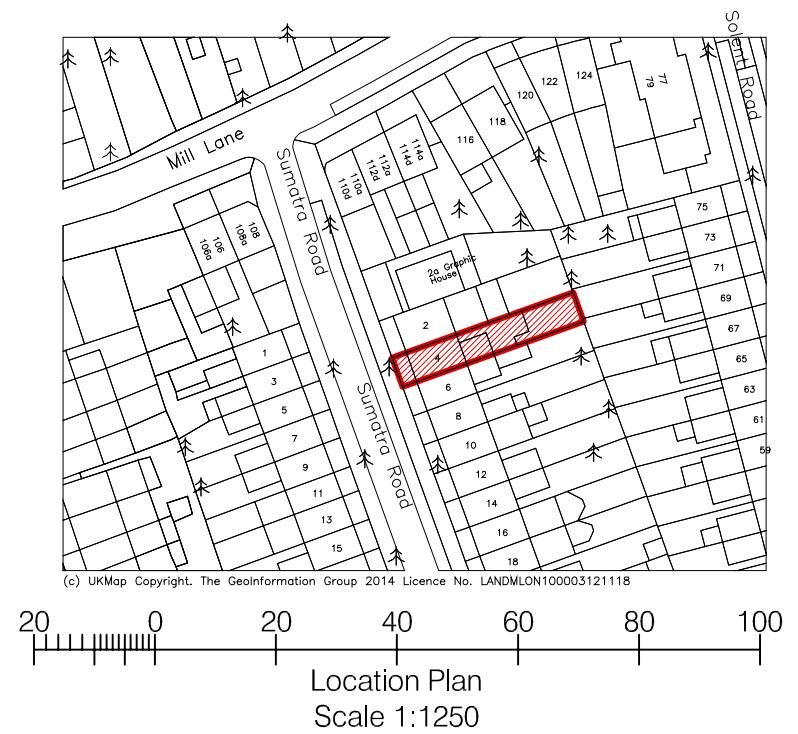 Solent Road
Mill Lane
Sumatra Road
120
122
124
79
77
116
118
110d
110a
112d
112a
114d
114a
106a
106
108a
108
2a Graphic
House
75
73
71
69
67
65
63
61
59
1
3
5
7
9
11
13
15
2
4
6
8
10
12
14
16
18
Sumatra Road
(c) UKMap Copyright. The GeoInformation Group 2014 Licence No. LANDMLON100003121118
20 0 20 40 60 80 100
Location Plan
Scale 1:1250